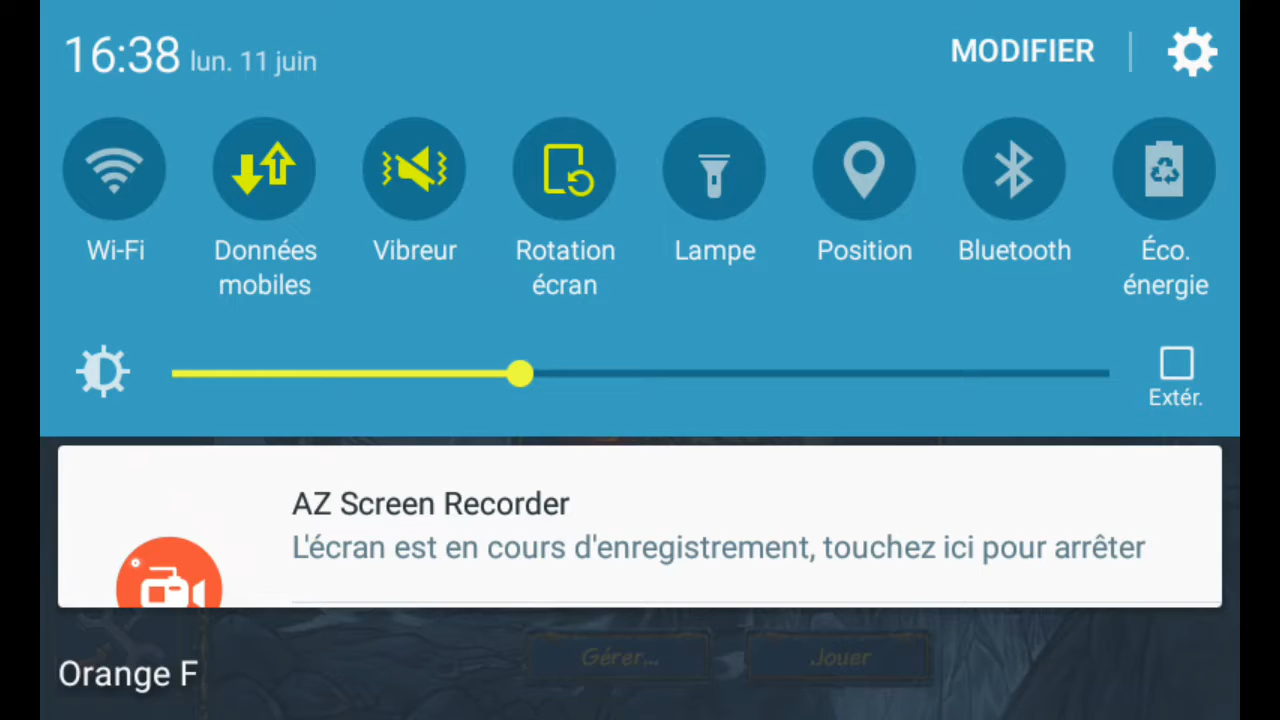 16:38 lun. 11 juin
MODIFIER
Wi-Fi
Données
mobiles
Vibreur
Rotation
écran
Lampe
Position
Bluetooth
Éco.
énergie
Extér.
AZ Screen Recorder
L'écran est en cours d'enregistrement, touchez ici pour arrêter
Gérer...
Jouer
Orange F